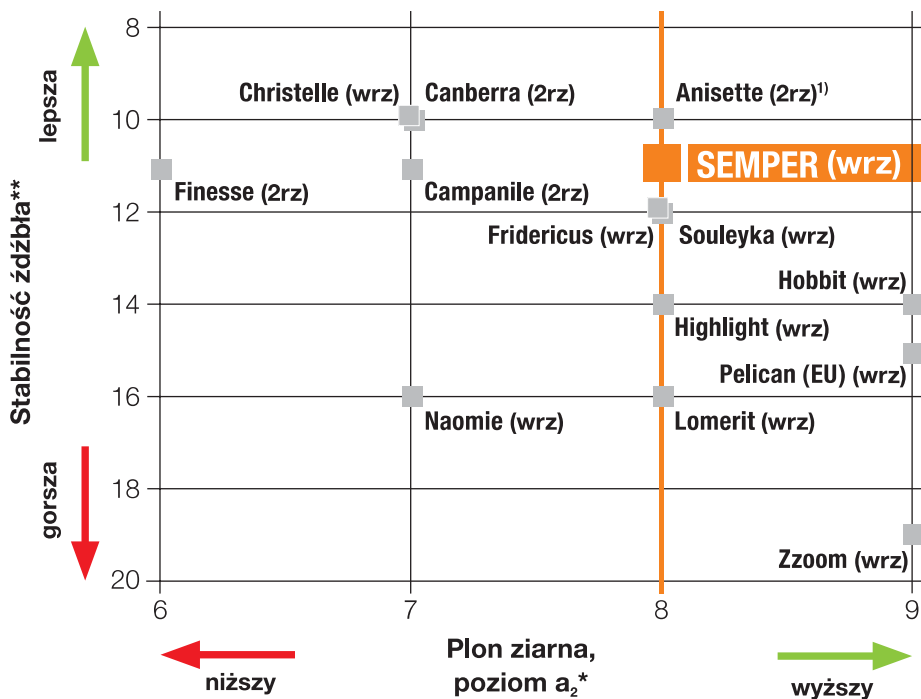 8
Christelle (wrz)
Canberra (2rz)
Anisette (2rz)¹⁾
10
SEMPER (wrz)
Finesse (2rz)
Campanile (2rz)
12
Fridericus (wrz)
Souleyka (wrz)
Hobbit (wrz)
14
Highlight (wrz)
Pelican (EU) (wrz)
16
Naomie (wrz)
Lomerit (wrz)
18
Zzoom (wrz)
20
lepsza
Stabilność źdźbła**
gorsza
6
7
8
9
Plon ziarna,
poziom a₂*
niższy
wyższy